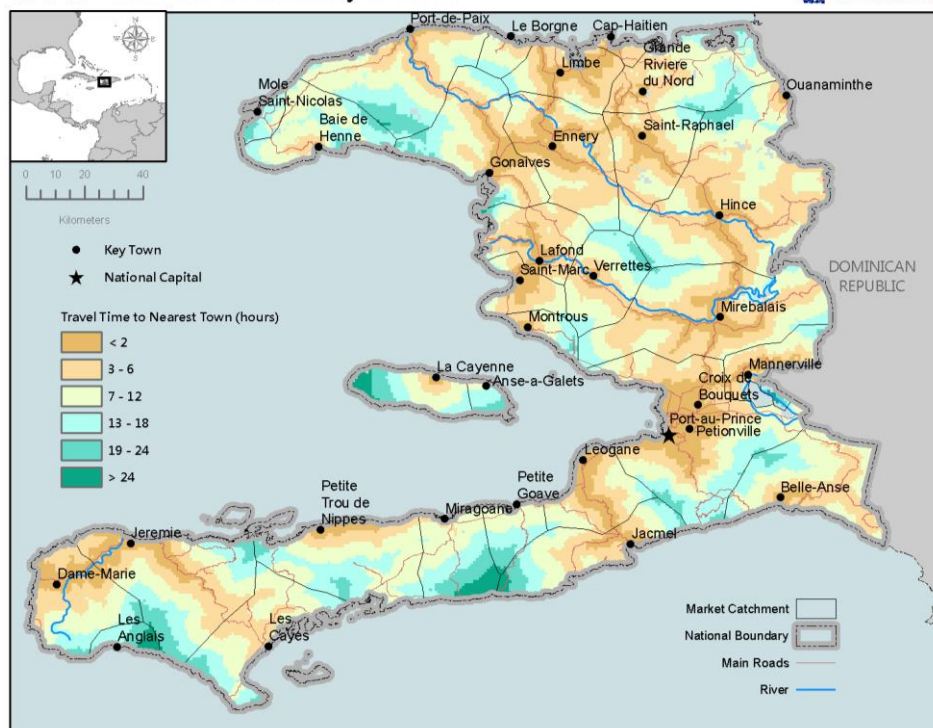 Port-de-Paix
Le Borgne
Cap-Haitien
Grande
Riviere
du Nord
Limbe
Ouanaminthe
Mole
Saint-Nicolas
Baie de
Henne
Ennery
Saint-Raphael
Gonalves
Hince
0 10 20 40
Kilometers
Key Town
National Capital
Lafond
Saint-Marc
Verrettes
DOMINICAN
REPUBLIC
Mirebalais
Montrous
Travel Time to Nearest Town (hours)
< 2
3 - 6
7 - 12
13 - 18
19 - 24
> 24
La Cayenne
Anse-a-Galets
Mannerville
Croix de
Bouquets
Port-au-Prince
Petionville
Leogane
Petite
Trou de
Nippes
Miragoane
Petite
Goave
Belle-Anse
Jacmel
Jeremie
Dame-Marie
Les
Anglais
Les
Cayes
Market Catchment
National Boundary
Main Roads
River